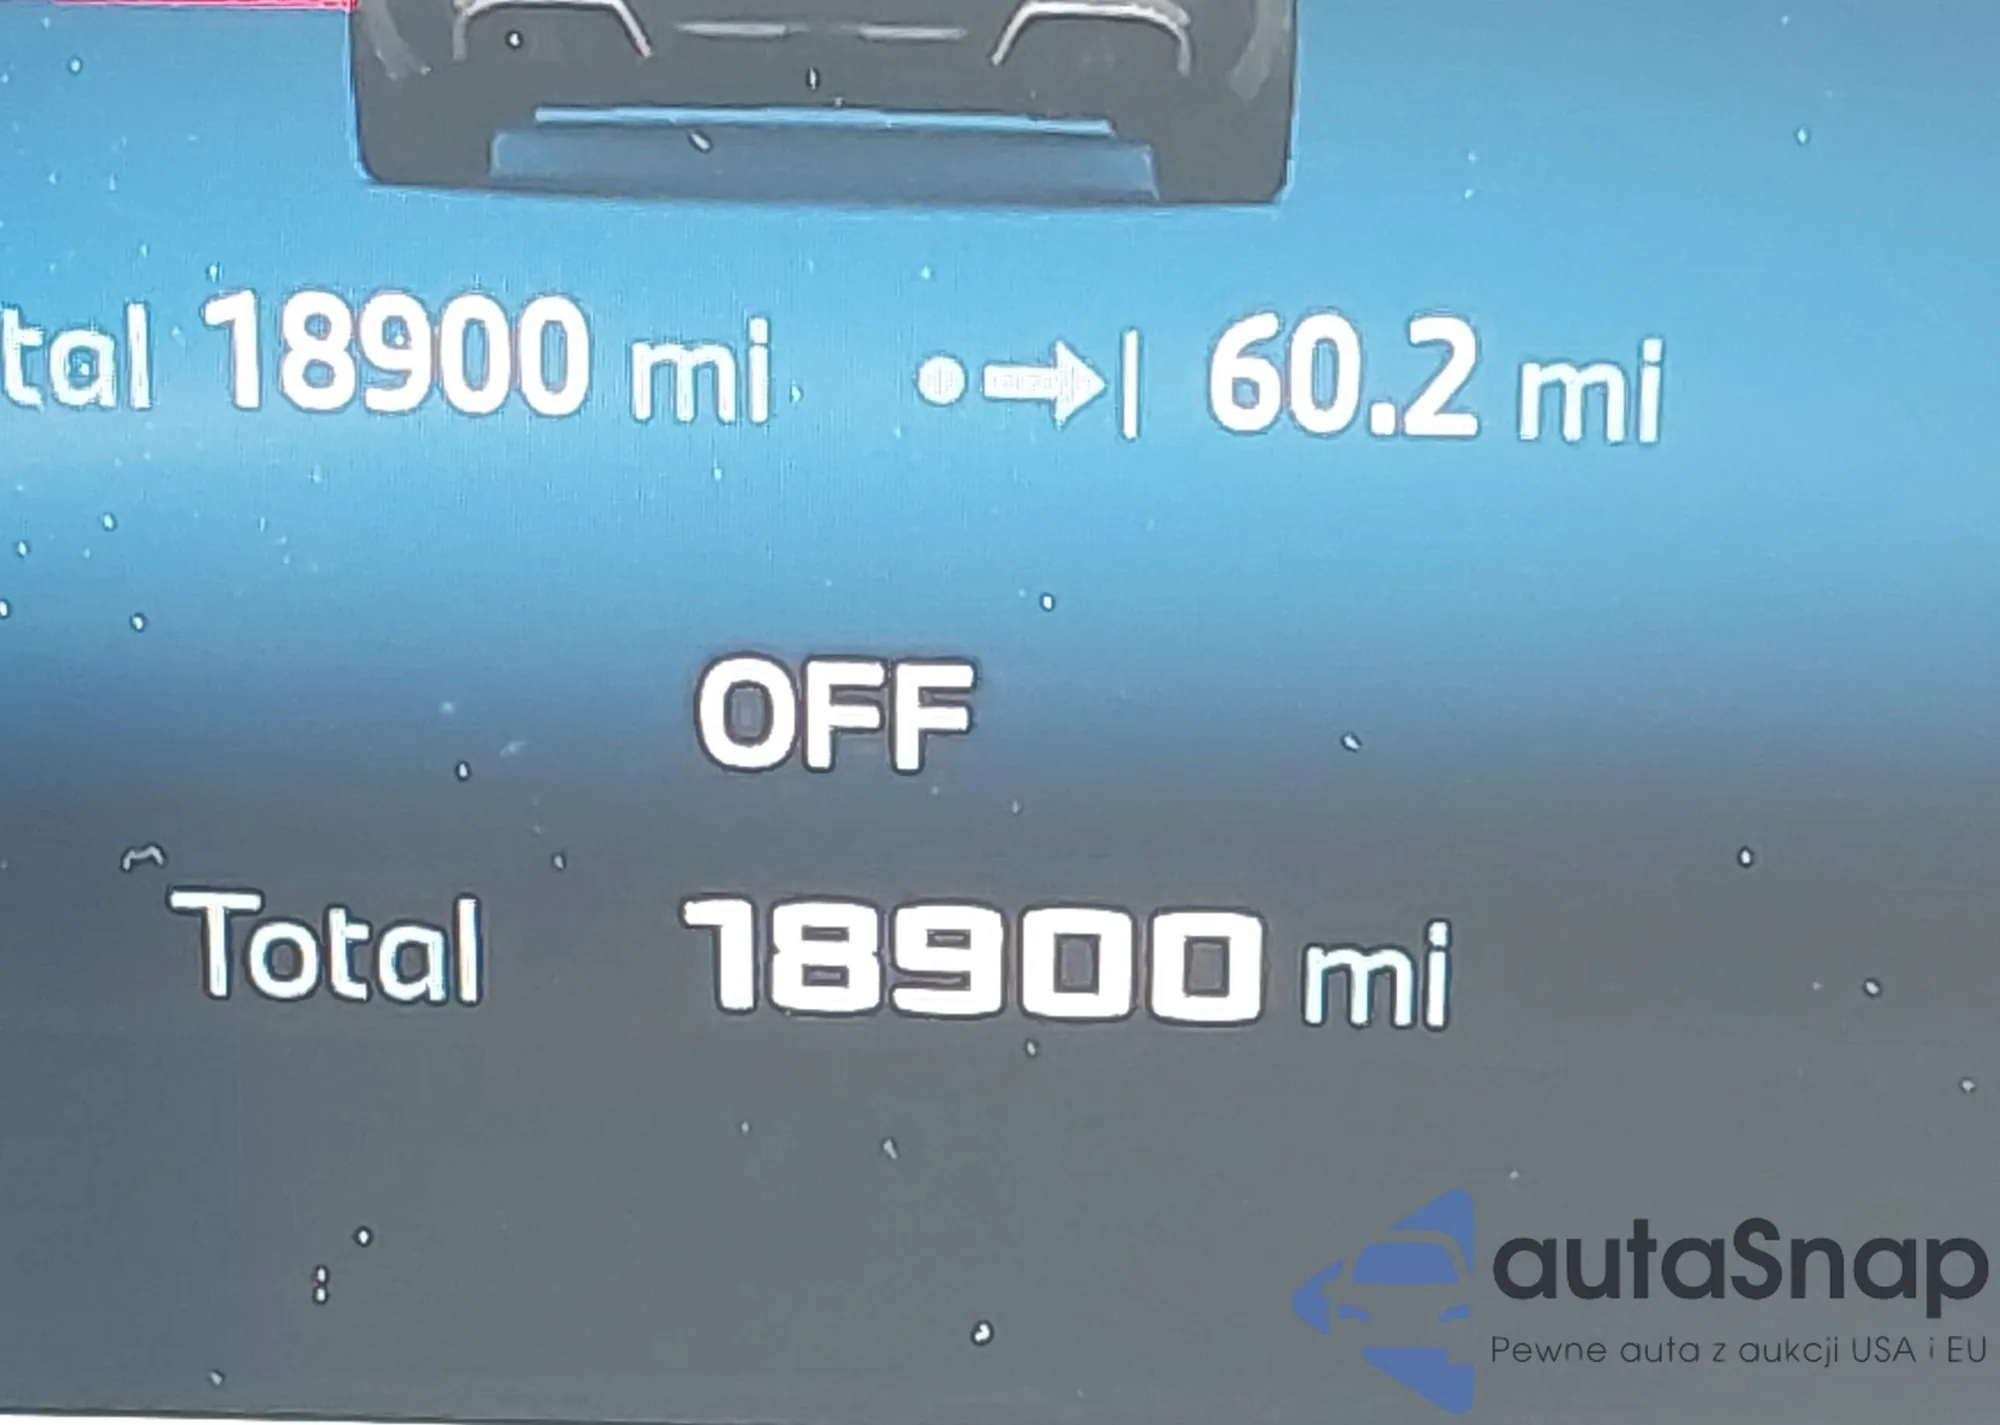 tal 18900 mi 60.2 mi
OFF
Total 18900 mi
autaSnap
Pewne auta z aukcji USA i EU